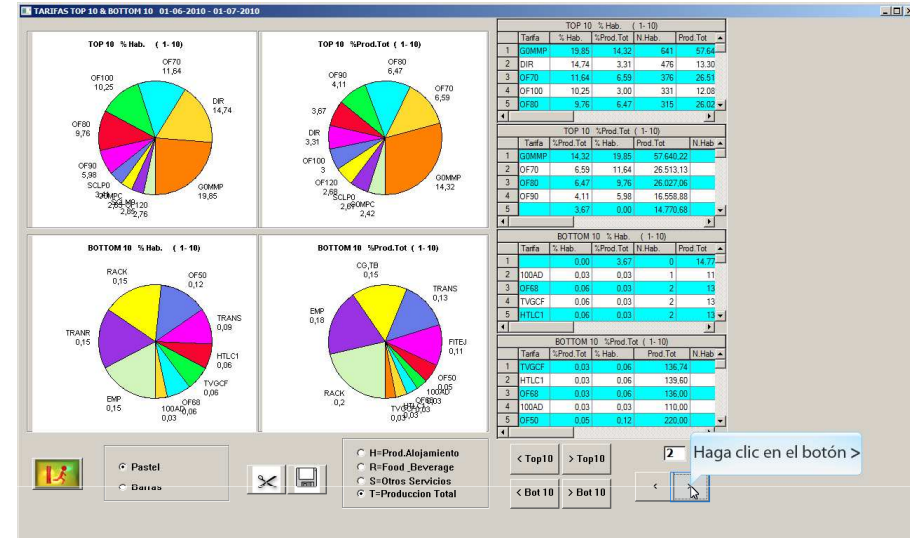 TARIFAS TOP 10 & BOTTOM 10 01-06-2010 - 01-07-2010
TOP 10 % Hab. ( 1- 10)
OF70
11,64
OF100
10,25
DIR
14,74
OF80
9,76
OF90
5,98
SCLP0
G0MMP
19,85
2,76
TOP 10 %Prod.Tot ( 1- 10)
OF80
6,47
OF90
4,11
OF70
6,59
3,67
DIR
3,31
OF100
3
OF120
2,68
SCLP0
G0MPC
2,42
G0MMP
14,32
BOTTOM 10 % Hab. ( 1- 10)
RACK
0,15
OF50
0,12
TRANS
0,09
TRANR
0,15
HTLC1
0,06
TVGCF
0,06
EMP
0,15
OF68
0,06
100AD
0,03
BOTTOM 10 %Prod.Tot ( 1- 10)
CG,TB
0,15
TRANS
0,13
EMP
0,18
FITEJ
0,11
OF50
0,05
RACK
0,2
TOP 10 % Hab. ( 1- 10)
Tarifa % Hab. %Prod.Tot N.Hab. Prod.Tot
1 G0MMP 19,85 14,32 641 57.64
2 DIR 14,74 3,31 476 13.30
3 OF70 11,64 6,59 376 26.51
4 OF100 10,25 3,00 331 12.08
5 OF80 9,76 6,47 315 26.02
TOP 10 %Prod.Tot ( 1- 10)
Tarifa %Prod.Tot % Hab. Prod.Tot N.Hab
1 G0MMP 14,32 19,85 57.640,22
2 OF70 6,59 11,64 26.513,13
3 OF80 6,47 9,76 26.027,06
4 OF90 4,11 5,98 16.558,88
5 3,67 0,00 14.770,68
BOTTOM 10 % Hab. ( 1- 10)
Tarifa % Hab. %Prod.Tot N.Hab. Prod.Tot
1 0,00 3,67 0 14.77
2 100AD 0,03 0,03 1 11
3 OF68 0,06 0,03 2 13
4 TVGCF 0,06 0,03 2 13
5 HTLC1 0,06 0,03 2 13
BOTTOM 10 %Prod.Tot ( 1- 10)
Tarifa %Prod.Tot % Hab. Prod.Tot N.Hab
1 TVGCF 0,03 0,06 136,74
2 HTLC1 0,03 0,06 139,60
3 OF68 0,03 0,06 136,00
4 100AD 0,03 0,03 110,00
5 OF50 0,05 0,12 220,00
Pastel
Barras
H=Prod.Alojamiento
R=Food _Beverage
S=Otros Servicios
T=Produccion Total
< Top10 > Top10
< Bot 10 > Bot 10
2
< >
Haga clic en el botón >